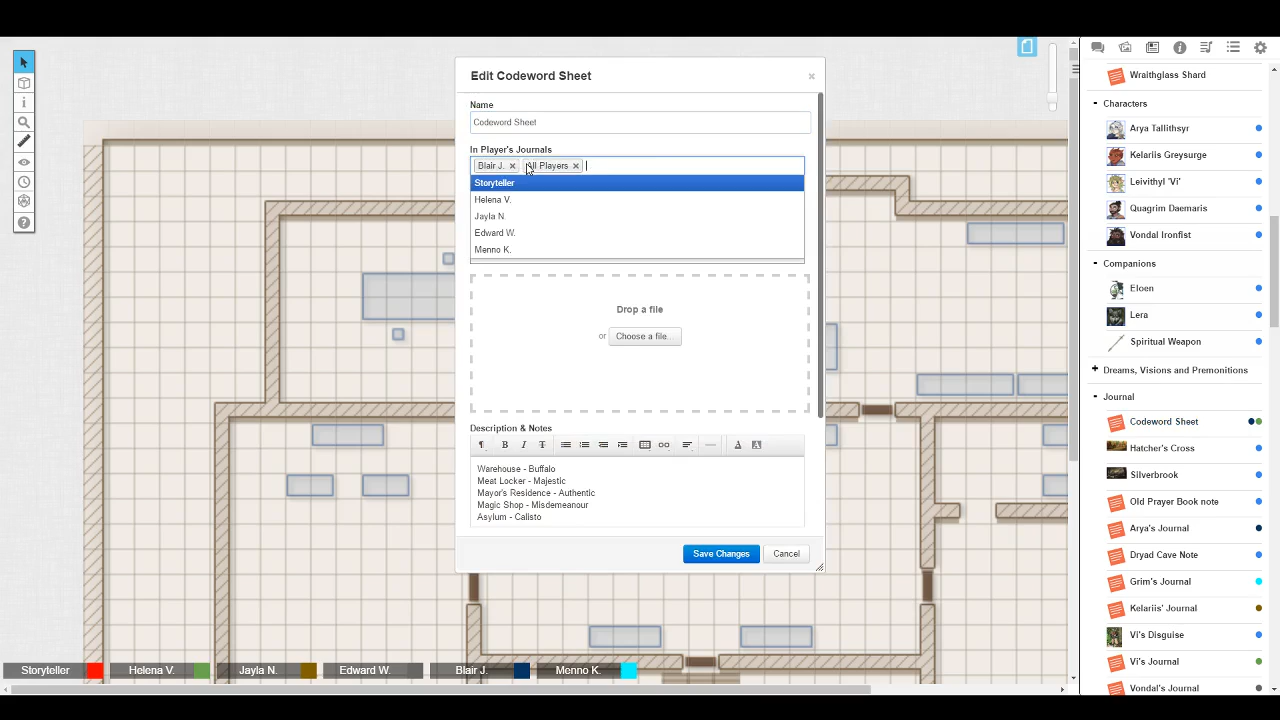 Edit Codeword Sheet
×
Name
Codeword Sheet
In Player's Journals
Blair J. × All Players ×
Storyteller
Helena V.
Jayla N.
Edward W.
Menno K.
Drop a file
or Choose a file...
Description & Notes
Warehouse - Buffalo
Meat Locker - Majestic
Mayor's Residence - Authentic
Magic Shop - Misdemeanour
Asylum - Calisto
Save Changes Cancel
Wraithglass Shard
Characters
Arya Tallithsyr
Kelariis Greysurge
Leivithyl 'Vi'
Quagrim Daemaris
Vondal Ironfist
Companions
Eloen
Lera
Spiritual Weapon
Dreams, Visions and Premonitions
Journal
Codeword Sheet
Hatcher's Cross
Silverbrook
Old Prayer Book note
Arya's Journal
Dryad Cave Note
Grim's Journal
Kelariis' Journal
Vi's Disguise
Vi's Journal
Vondal's Journal
Storyteller Helena V. Jayla N. Edward W. Blair J. Menno K.